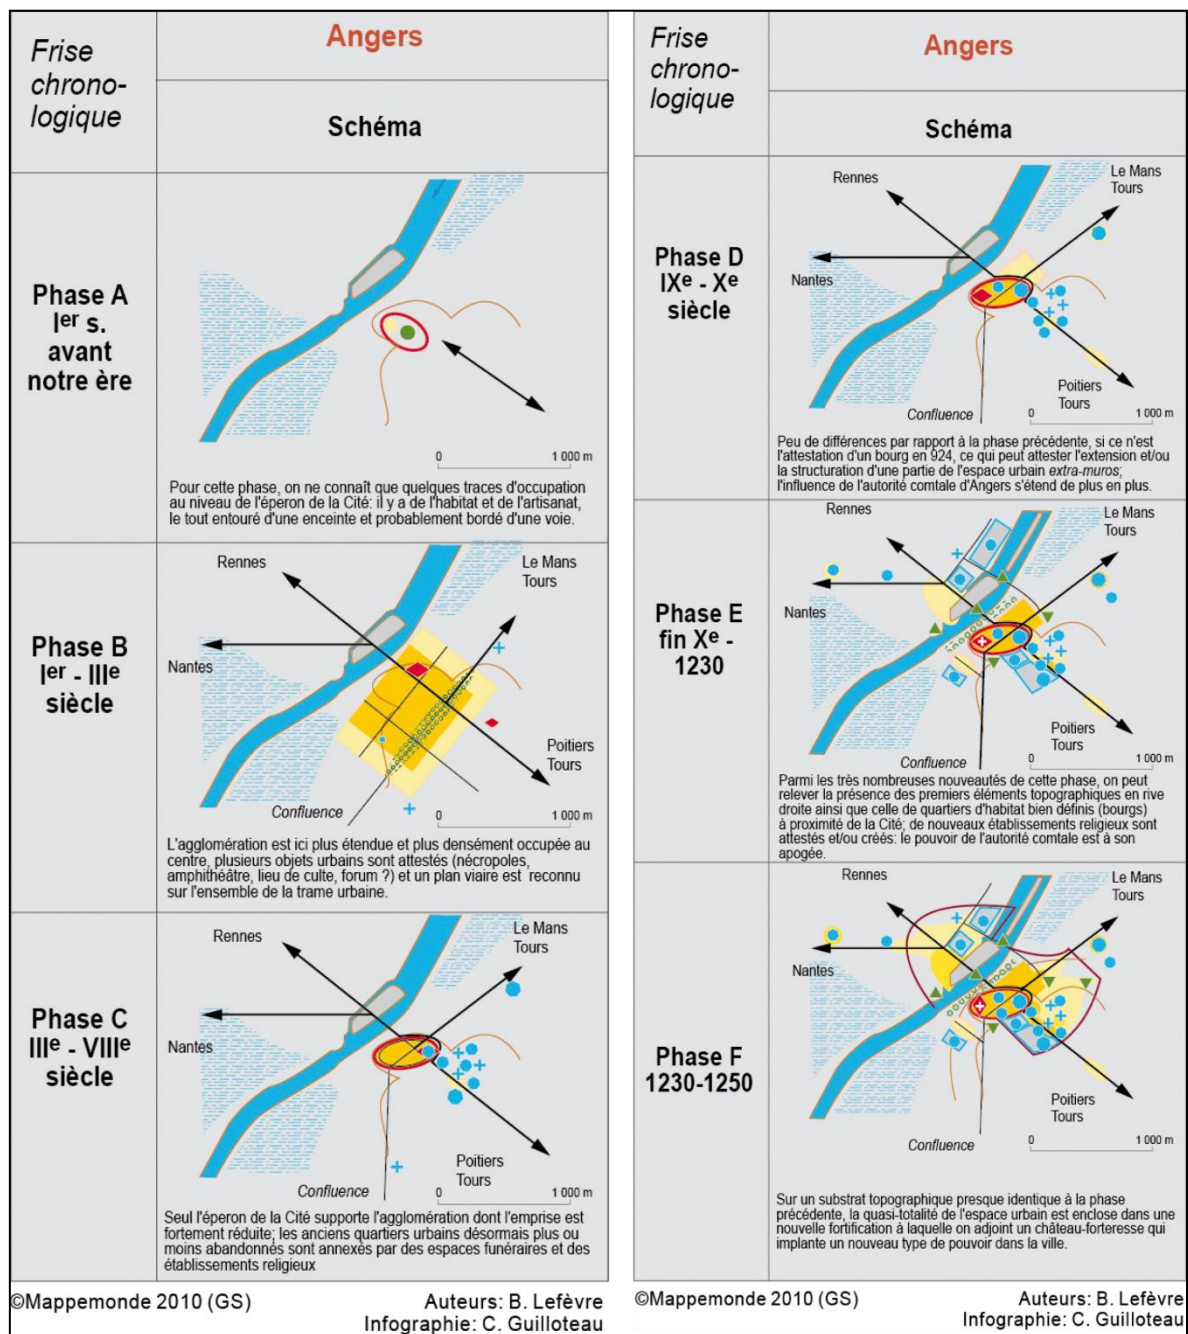 Frise
chrono-
logique
Angers
Schéma
Phase A
Ier s.
avant
notre ère
0 1 000 m
Pour cette phase, on ne connaît que quelques traces d'occupation
au niveau de l'éperon de la Cité: il y a de l'habitat et de l'artisanat,
le tout entouré d'une enceinte et probablement bordé d'une voie.
Phase B
Ier - IIIe
siècle
Rennes
Le Mans
Tours
Nantes
Poitiers
Tours
Confluence
0 1 000 m
L'agglomération est ici plus étendue et plus densément occupée au
centre, plusieurs objets urbains sont attestés (nécropoles,
amphithéâtre, lieu de culte, forum ?) et un plan viaire est reconnu
sur l'ensemble de la trame urbaine.
Phase C
IIIe - VIIIe
siècle
Rennes
Le Mans
Tours
Nantes
Poitiers
Tours
Confluence
0 1 000 m
Seul l'éperon de la Cité supporte l'agglomération dont l'emprise est
fortement réduite; les anciens quartiers urbains désormais plus ou
moins abandonnés sont annexés par des espaces funéraires et des
établissements religieux
©Mappemonde 2010 (GS)
Auteurs: B. Lefèvre
Infographie: C. Guilloteau
Frise
chrono-
logique
Angers
Schéma
Phase D
IXe - Xe
siècle
Rennes
Le Mans
Tours
Nantes
Poitiers
Tours
Confluence
0 1 000 m
Peu de différences par rapport à la phase précédente, si ce n'est
l'attestation d'un bourg en 924, ce qui peut attester l'extension et/ou
la structuration d'une partie de l'espace urbain extra-muros;
l'influence de l'autorité comtale d'Angers s'étend de plus en plus.
Phase E
fin Xe -
1230
Rennes
Le Mans
Tours
Nantes
Poitiers
Tours
Confluence
0 1 000 m
Parmi les très nombreuses nouveautés de cette phase, on peut
relever la présence des premiers éléments topographiques en rive
droite ainsi que celle de quartiers d'habitat bien définis (bourgs)
à proximité de la Cité; de nouveaux établissements religieux sont
attestés et/ou créés: le pouvoir de l'autorité comtale est à son
apogée.
Phase F
1230-1250
Rennes
Le Mans
Tours
Nantes
Poitiers
Tours
Confluence
0 1 000 m
Sur un substrat topographique presque identique à la phase
précédente, la quasi-totalité de l'espace urbain est enclose dans une
nouvelle fortification à laquelle on adjoint un château-forteresse qui
implante un nouveau type de pouvoir dans la ville.
©Mappemonde 2010 (GS)
Auteurs: B. Lefèvre
Infographie: C. Guilloteau